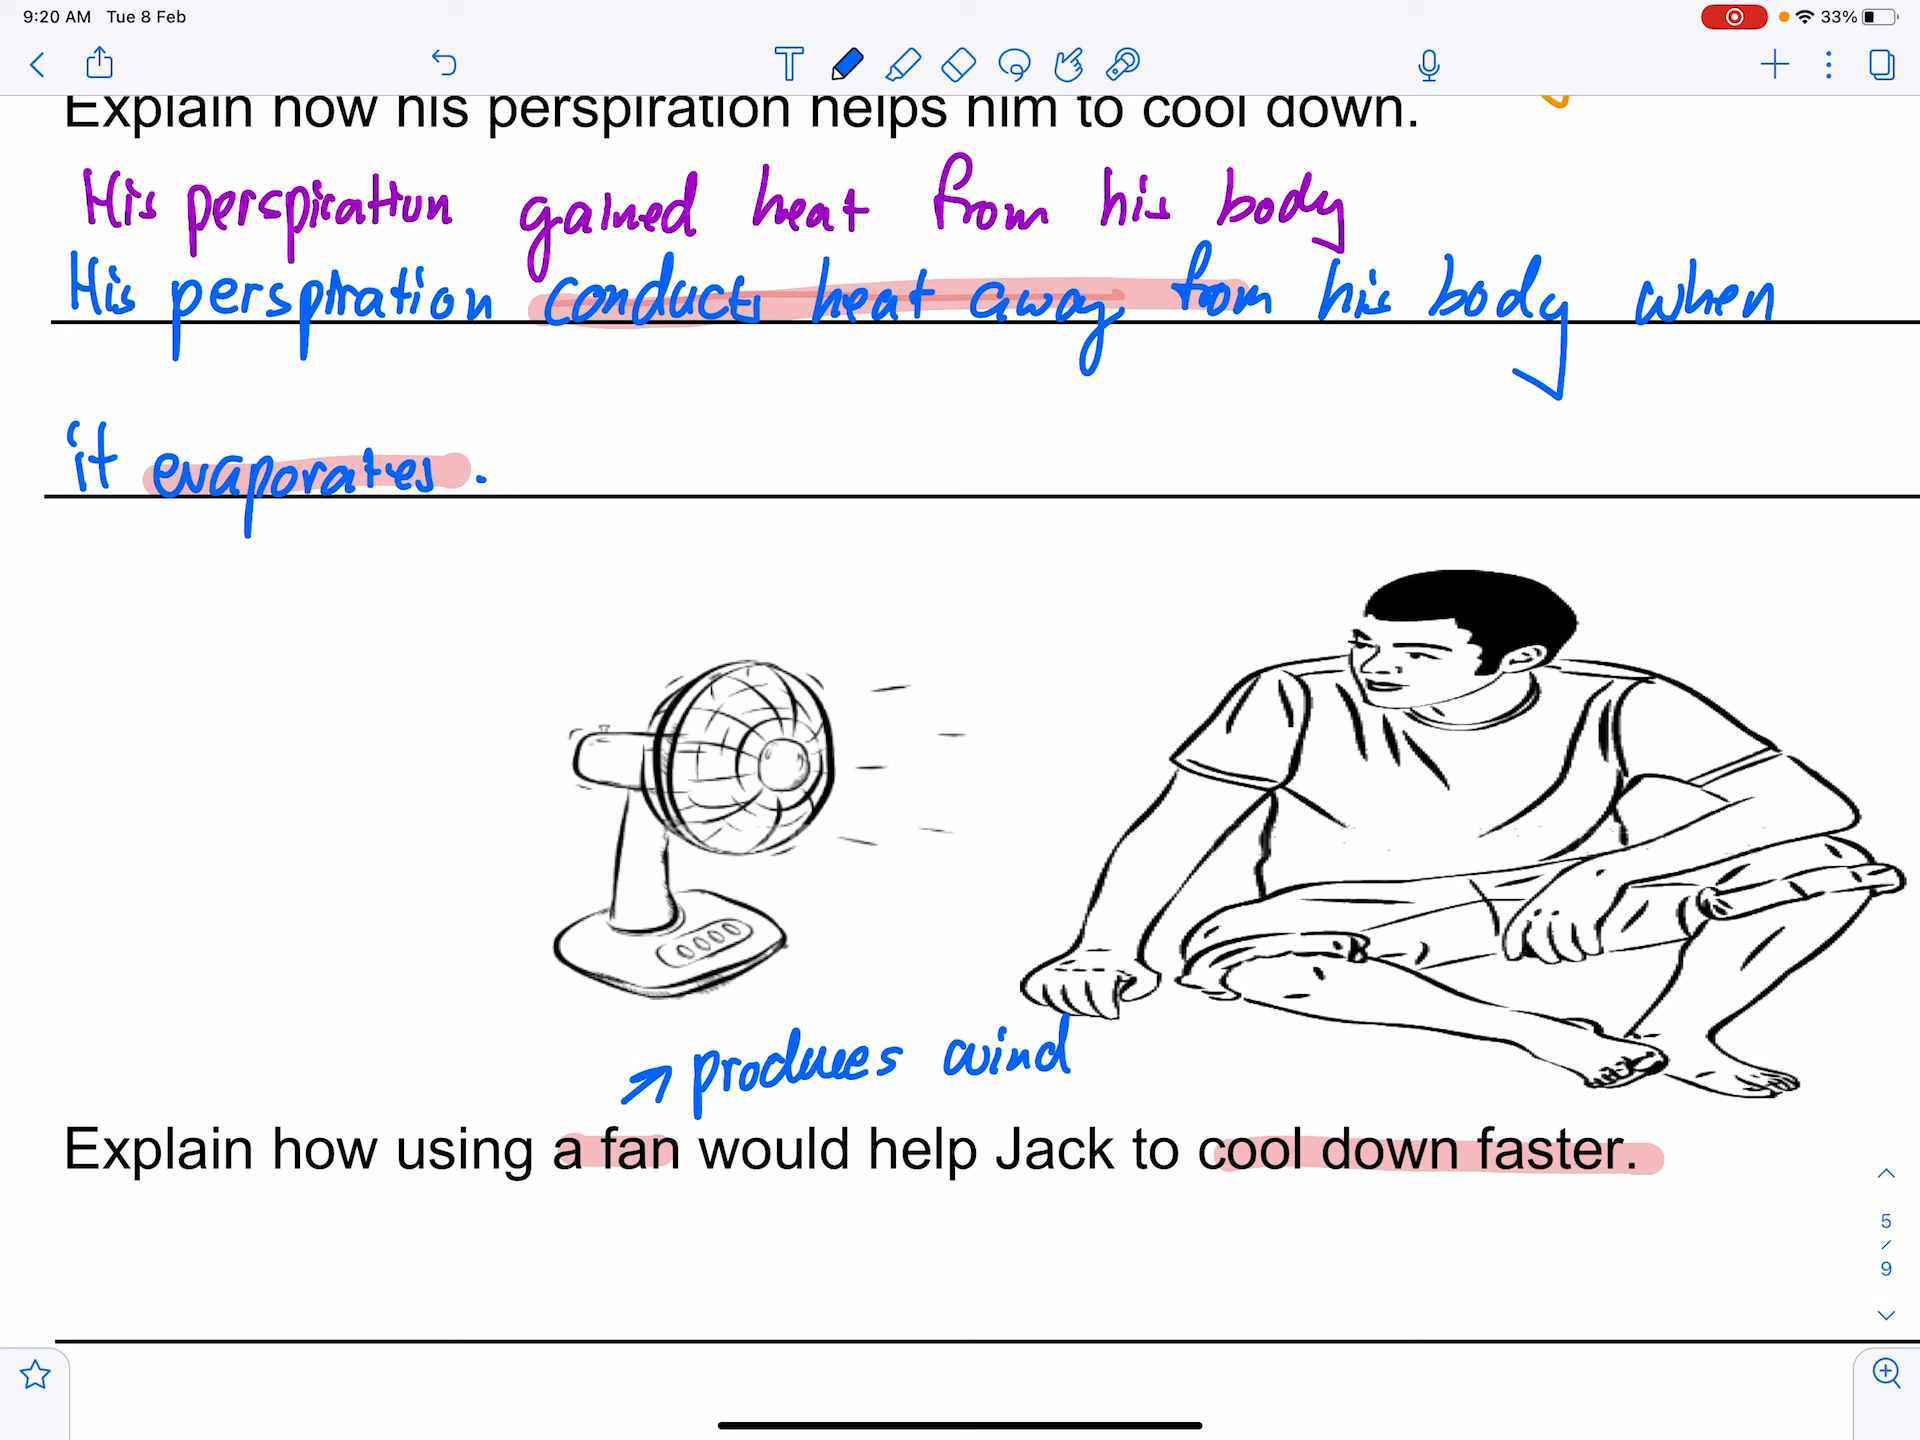 9:20 AM Tue 8 Feb
33%
Explain how his perspiration helps him to cool down.
His perspiration gained heat from his body
His perspiration conducts heat away from his body when
it evaporates.
produces wind
Explain how using a fan would help Jack to cool down faster.
5
/
9